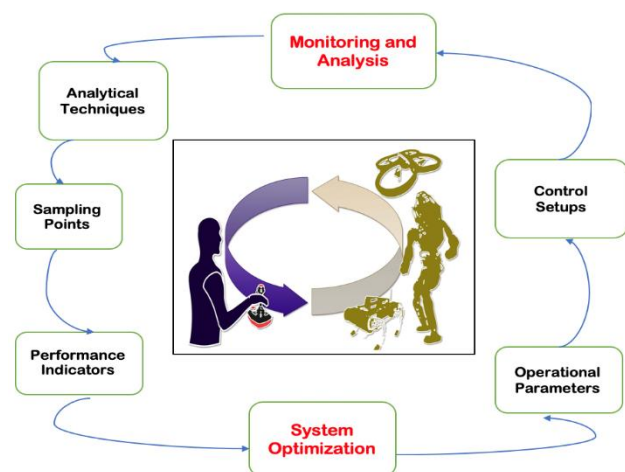 Monitoring and
Analysis
Analytical
Techniques
Sampling
Points
Performance
Indicators
System
Optimization
Operational
Parameters
Control
Setups